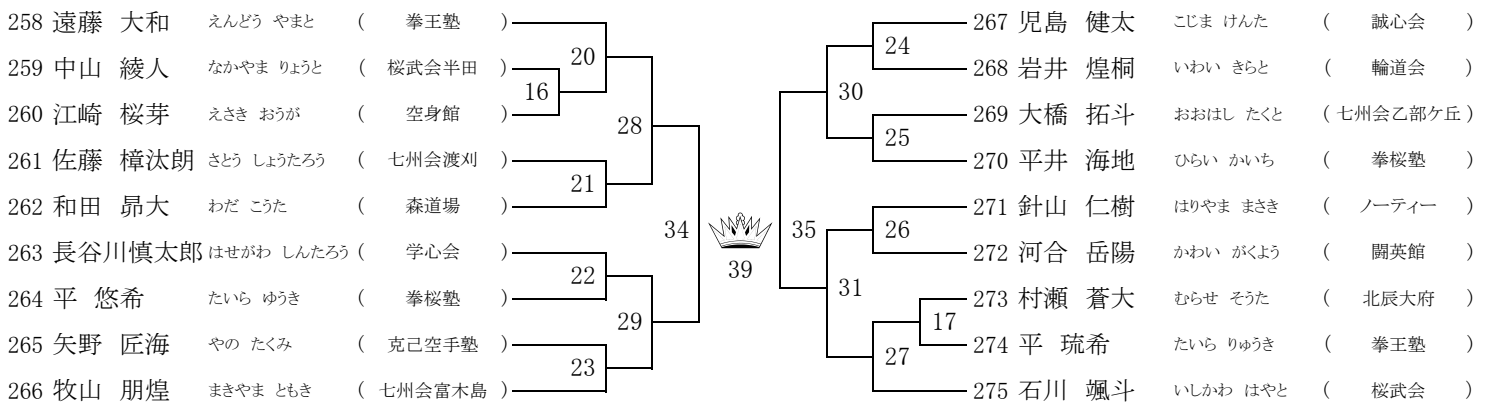 258 遠藤 大和 えんどう やまと ( 拳王塾 )
259 中山 綾人 なかやま りょうと ( 桜武会半田 )
260 江崎 桜芽 えさき おうが ( 空身館 )
261 佐藤 樟汰朗 さとう しょうたろう ( 七州会渡刈 )
262 和田 昴大 わだ こうた ( 森道場 )
263 長谷川慎太郎 はせがわ しんたろう ( 学心会 )
264 平 悠希 たいら ゆうき ( 拳桜塾 )
265 矢野 匠海 やの たくみ ( 克己空手塾 )
266 牧山 朋煌 まきやま ともき ( 七州会富木島 )
20
16
28
21
34
22
29
23
39
267 児島 健太 こじま けんた ( 誠心会 )
268 岩井 煌桐 いわい きらと ( 輪道会 )
269 大橋 拓斗 おおはし たくと ( 七州会乙部ケ丘 )
270 平井 海地 ひらい かいち ( 拳桜塾 )
271 針山 仁樹 はりやま まさき ( ノーティー )
272 河合 岳陽 かわい がくよう ( 闘英館 )
273 村瀬 蒼大 むらせ そうた ( 北辰大府 )
274 平 琉希 たいら りゅうき ( 拳王塾 )
275 石川 颯斗 いしかわ はやと ( 桜武会 )
24
30
25
35
26
31
17
27